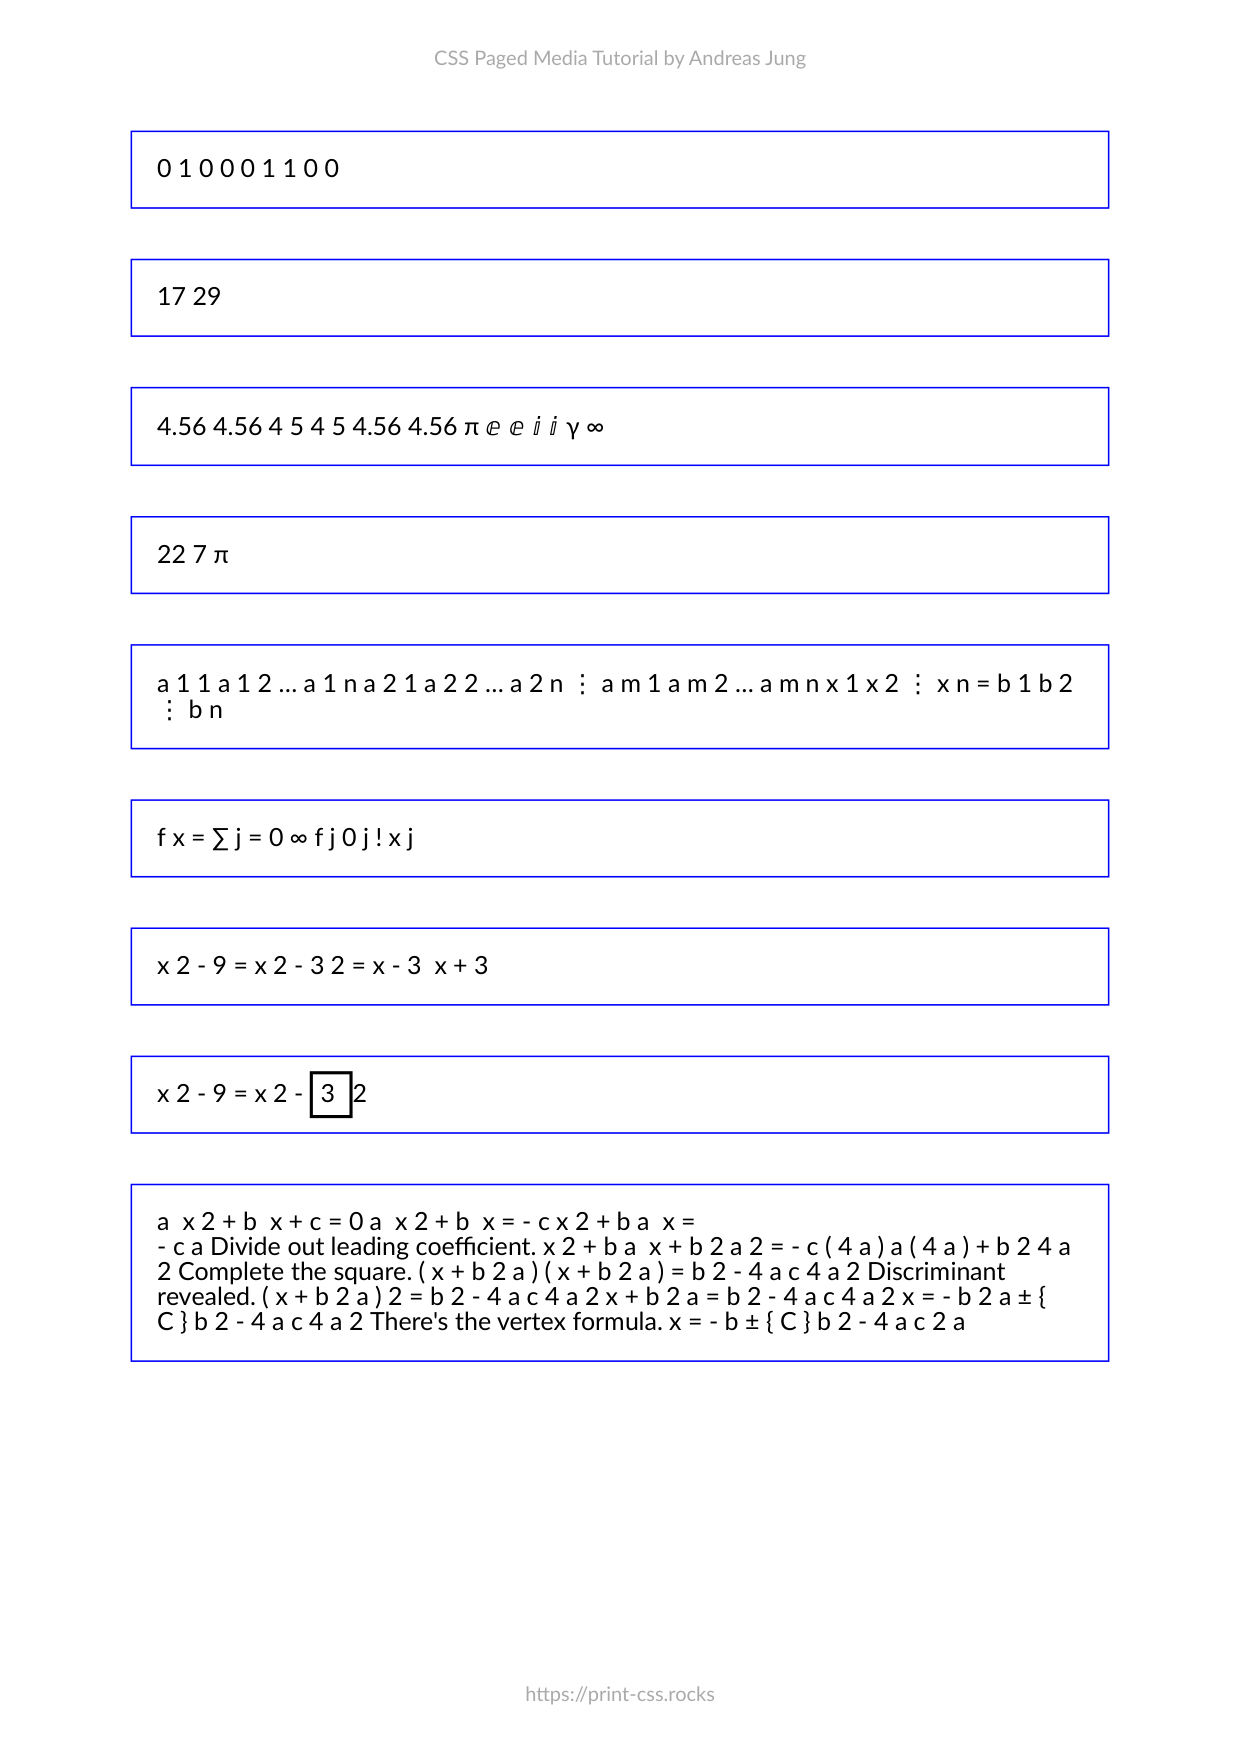 CSS Paged Media Tutorial by Andreas Jung
0 1 0 0 0 1 1 0 0
17 29
4.56 4.56 4 5 4 5 4.56 4.56 π ⅇ ⅇ ⅈ ⅈ γ ∞
22 7 π
a 1 1 a 1 2 … a 1 n a 2 1 a 2 2 … a 2 n ⋮ a m 1 a m 2 … a m n x 1 x 2 ⋮ x n = b 1 b 2
⋮ b n
f x = ∑ j = 0 ∞ f j 0 j ! x j
x 2 - 9 = x 2 - 3 2 = x - 3 x + 3
x 2 - 9 = x 2 - 3 2
a x 2 + b x + c = 0 a x 2 + b x = - c x 2 + b a x =
- c a Divide out leading coefficient. x 2 + b a x + b 2 a 2 = - c ( 4 a ) a ( 4 a ) + b 2 4 a
2 Complete the square. ( x + b 2 a ) ( x + b 2 a ) = b 2 - 4 a c 4 a 2 Discriminant
revealed. ( x + b 2 a ) 2 = b 2 - 4 a c 4 a 2 x + b 2 a = b 2 - 4 a c 4 a 2 x = - b 2 a ± {
C } b 2 - 4 a c 4 a 2 There's the vertex formula. x = - b ± { C } b 2 - 4 a c 2 a
https://print-css.rocks